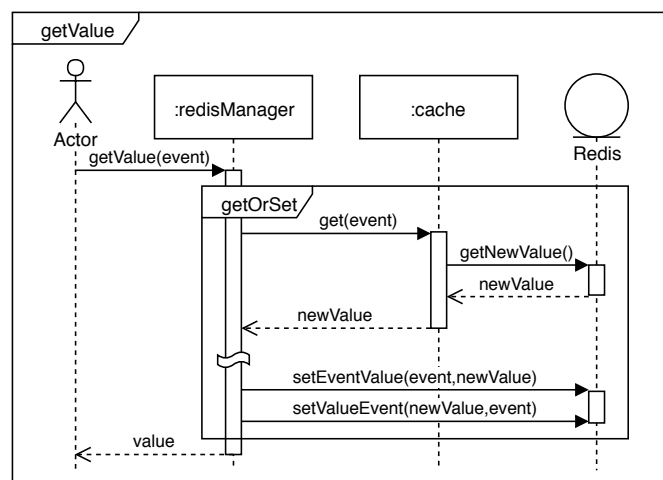 getValue
:redisManager
:cache
Actor
Redis
getValue(event)
getOrSet
get(event)
getNewValue()
newValue
newValue
setEventValue(event,newValue)
setValueEvent(newValue,event)
value